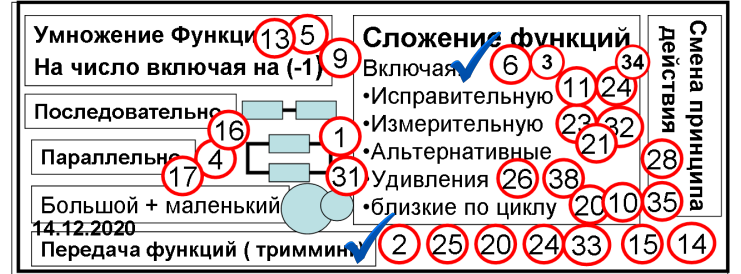 Умножение Функци
13 5
На число включая на (-1)
9
Последовательно
16
Параллельно
4
17
1
31
Большой + маленький
14.12.2020
Передача функций ( тримминг)
2 25 20 24 33 15 14
Сложение функций
Включая
6 3 34
•Исправительную
11 24
•Измерительную
23 32
•Альтернативные
21
•Удивления
26 38
•близкие по циклу
20 10 35
28
Смена принципа
действия